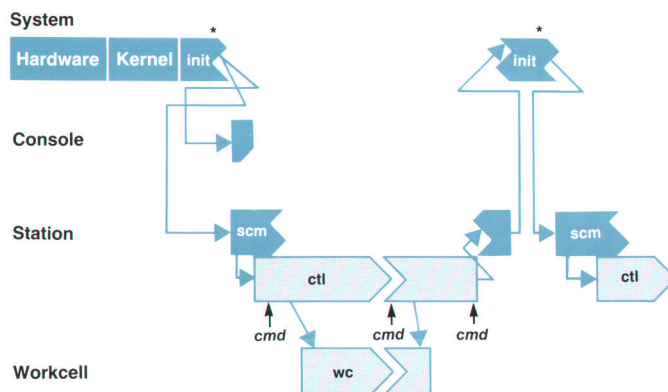 System
* *
Hardware Kernel init init
Console
Station scm scm
ctl ctl
cmd cmd cmd
Workcell wc